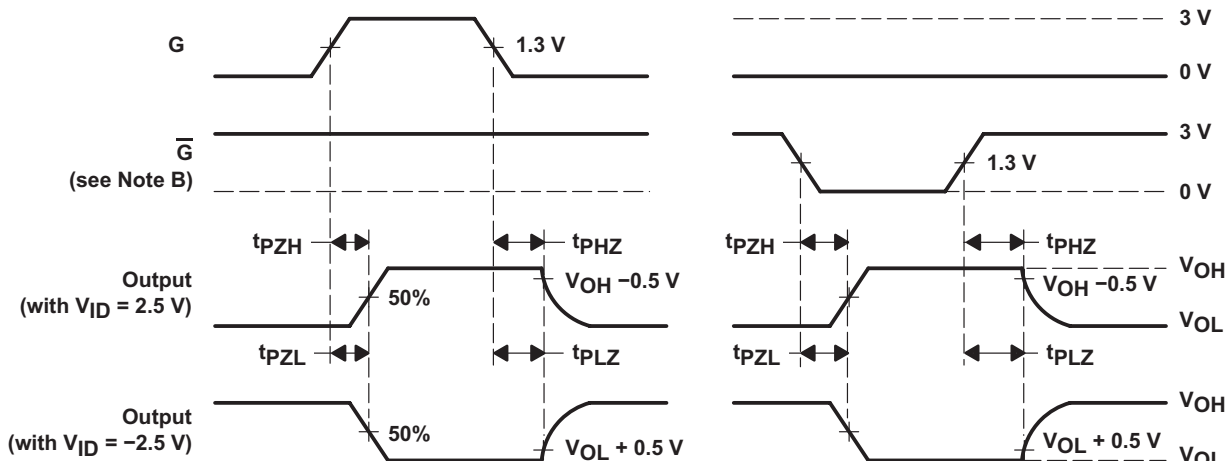 G
1.3 V
3 V
0 V
G
(see Note B)
3 V
1.3 V
0 V
tPZH
tPHZ
tPZH
tPHZ
Output
(with VID = 2.5 V)
50%
VOH −0.5 V
VOH −0.5 V
VOH
VOL
tPZL
tPLZ
tPZL
tPLZ
Output
(with VID = −2.5 V)
50%
VOL + 0.5 V
VOL + 0.5 V
VOH
VOL